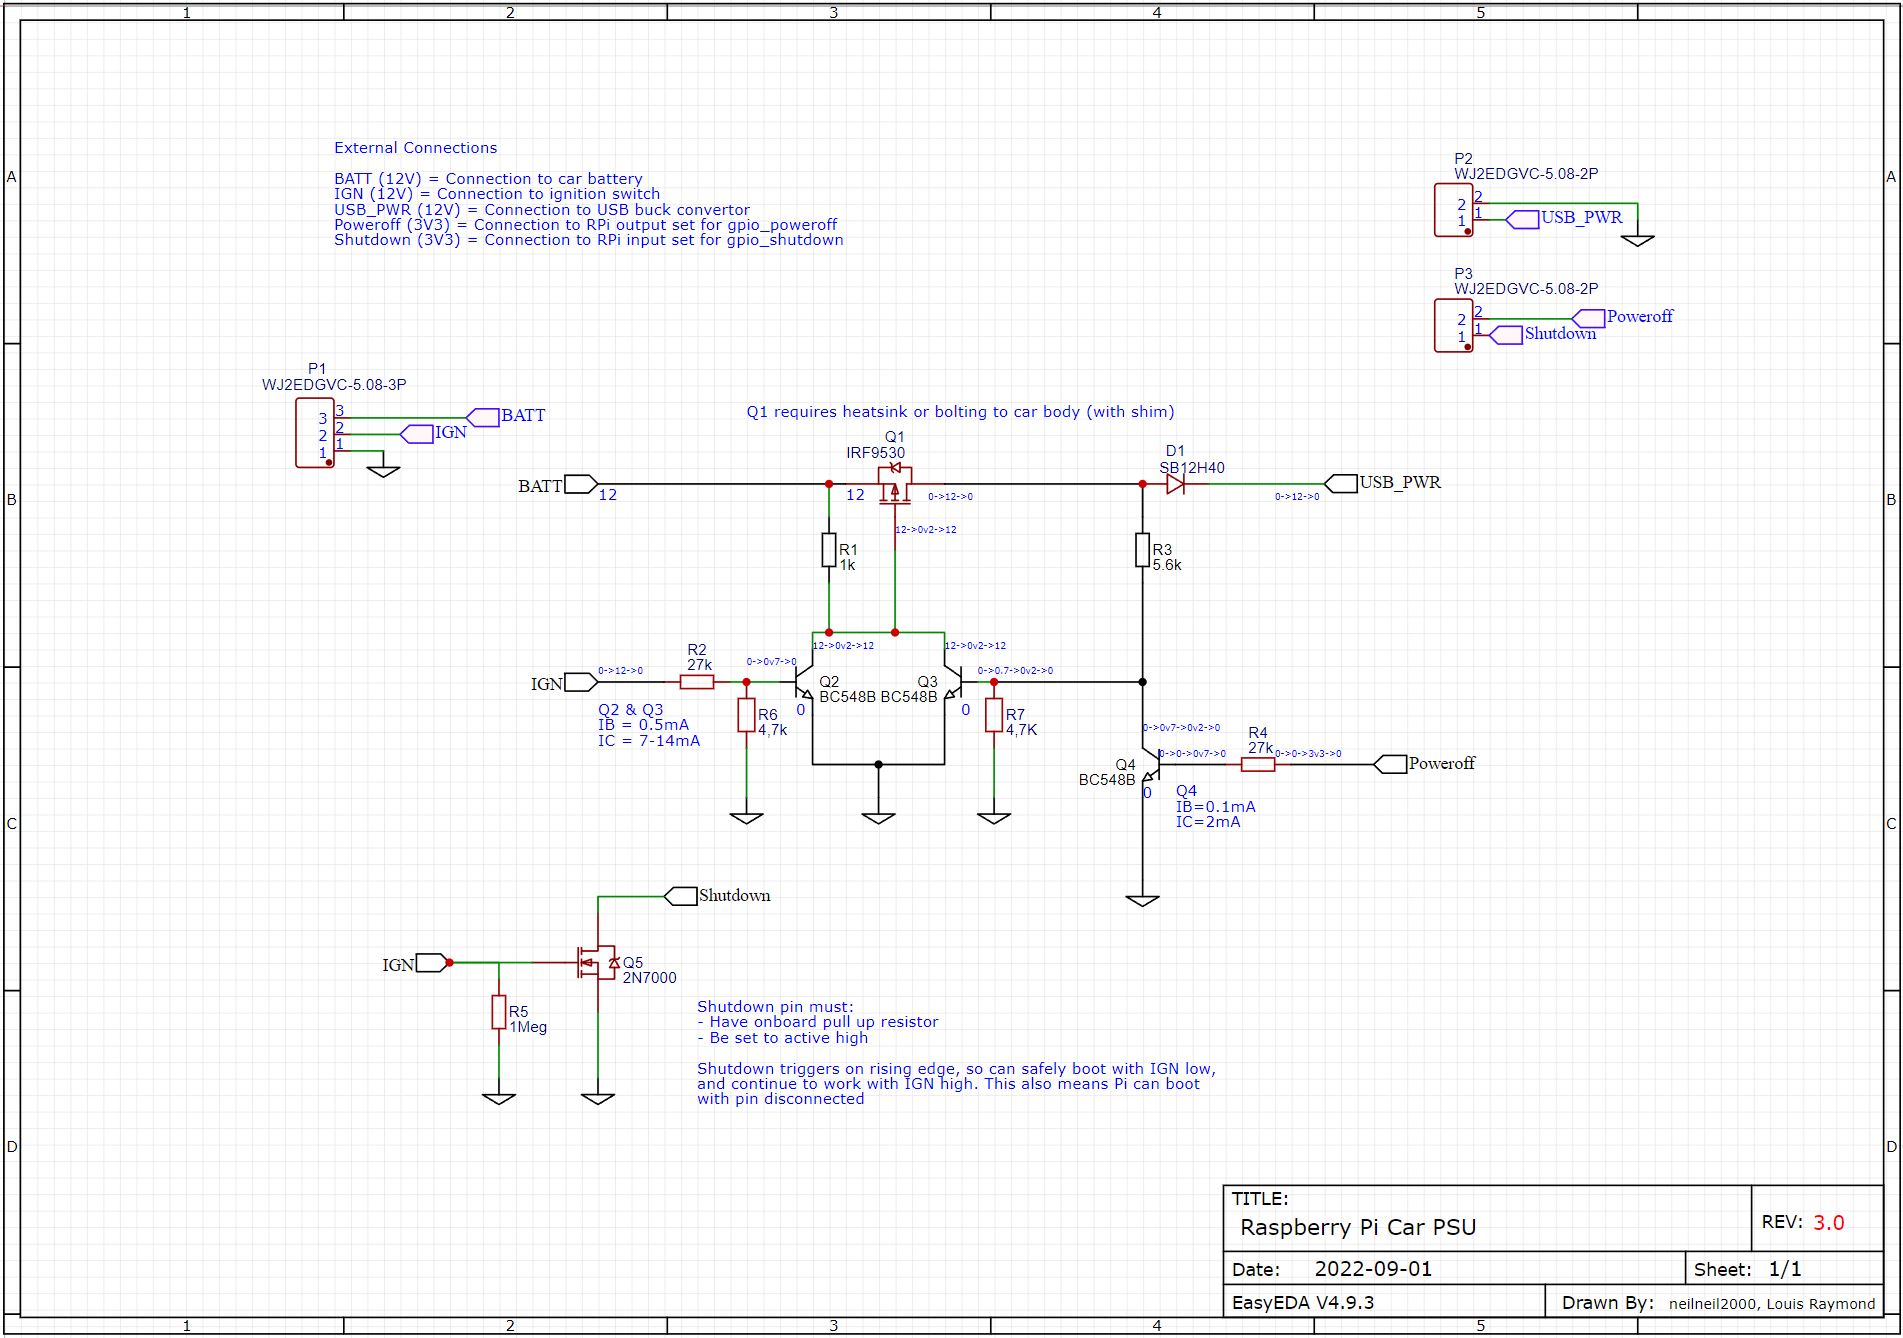 1 2 3 4 5
A
A
B
B
C
C
D
D
External Connections
BATT (12V) = Connection to car battery
IGN (12V) = Connection to ignition switch
USB_PWR (12V) = Connection to USB buck convertor
Poweroff (3V3) = Connection to RPi output set for gpio_poweroff
Shutdown (3V3) = Connection to RPi input set for gpio_shutdown
P2
WJ2EDGVC-5.08-2P
2 2
1 1 USB_PWR
P3
WJ2EDGVC-5.08-2P
2 2 Poweroff
1 1 Shutdown
P1
WJ2EDGVC-5.08-3P
3 3 BATT
2 2 IGN
1 1
Q1 requires heatsink or bolting to car body (with shim)
Q1
IRF9530
D1
SB12H40
BATT
12
12
0->12->0
0->12->0
USB_PWR
12->0v2->12
R1
1k
R3
5.6k
12->0v2->12
12->0v2->12
IGN
0->12->0
R2
27k
0->0v7->0
Q2
BC548B
Q3
BC548B
0->0.7->0v2->0
0
0
Q2 & Q3
IB = 0.5mA
IC = 7-14mA
R6
4,7k
R7
4,7K
0->0v7->0v2->0
0->0->0v7->0
R4
27k
0->0->3v3->0
Poweroff
Q4
BC548B
0
Q4
IB=0.1mA
IC=2mA
Shutdown
IGN
Q5
2N7000
R5
1Meg
Shutdown pin must:
- Have onboard pull up resistor
- Be set to active high
Shutdown triggers on rising edge, so can safely boot with IGN low,
and continue to work with IGN high. This also means Pi can boot
with pin disconnected
TITLE:
Raspberry Pi Car PSU
REV: 3.0
Date: 2022-09-01
Sheet: 1/1
EasyEDA V4.9.3
Drawn By: neilneil2000, Louis Raymond
1 2 3 4 5